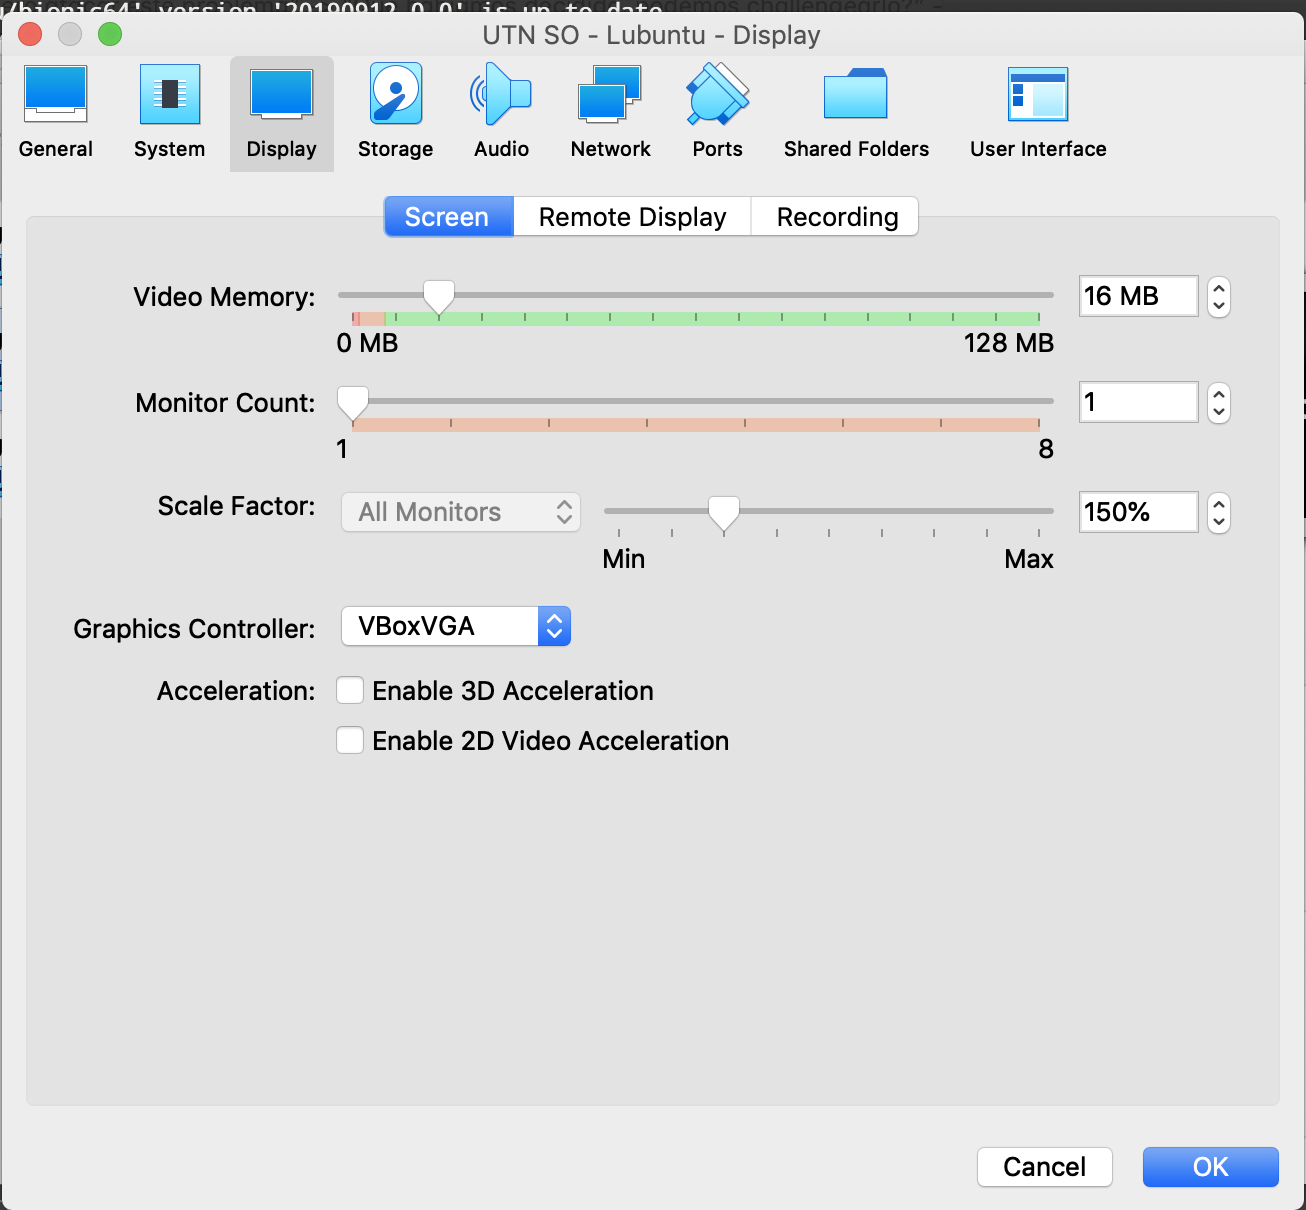 /bionic64' version '20190912.0.0' is up to date
UTN SO - Lubuntu - Display
General System Display Storage Audio Network Ports Shared Folders User Interface
Screen Remote Display Recording
Video Memory: 16 MB
0 MB 128 MB
Monitor Count: 1
1 8
Scale Factor: All Monitors 150%
Min Max
Graphics Controller: VBoxVGA
Acceleration: Enable 3D Acceleration
Enable 2D Video Acceleration
Cancel OK